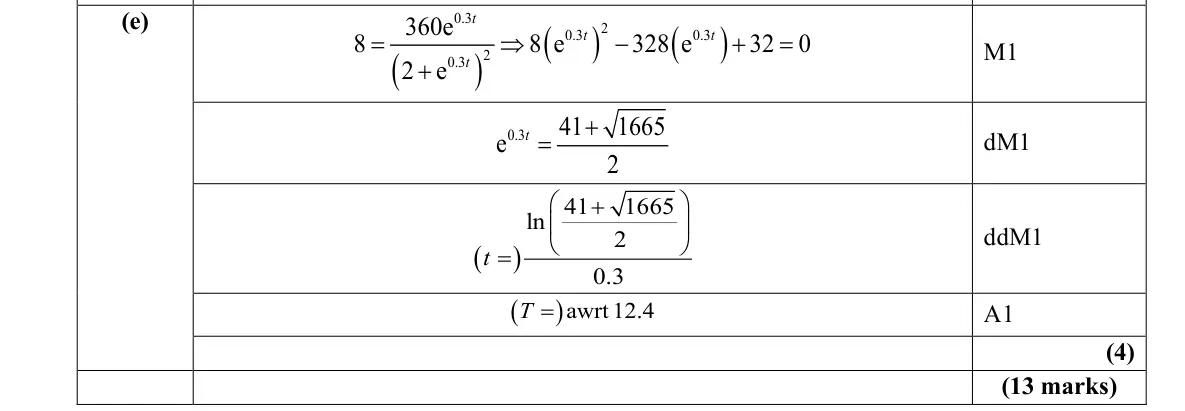 (e)
8 = 360e^{0.3t} / (2 + e^{0.3t})^2 ⇒ 8(e^{0.3t})^2 − 328(e^{0.3t}) + 32 = 0
M1
e^{0.3t} = (41 + √1665) / 2
dM1
(t =) ln((41 + √1665) / 2) / 0.3
ddM1
(T =) awrt 12.4
A1
(4)
(13 marks)